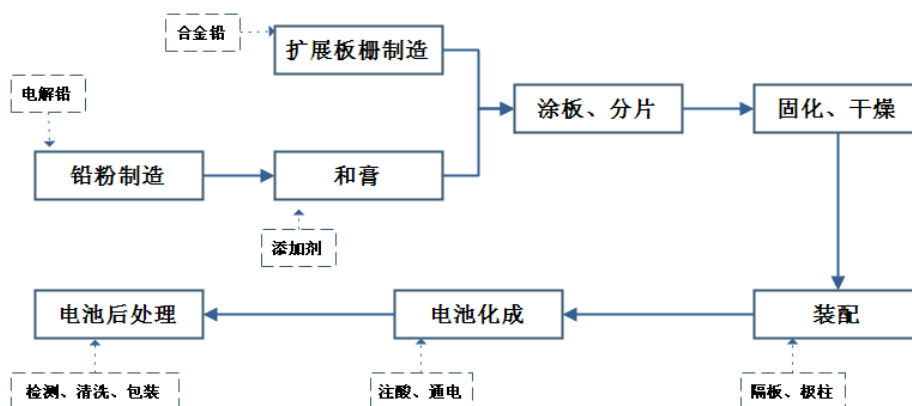 合金铅
扩展板栅制造
电解铅
涂板、分片
固化、干燥
铅粉制造
和膏
添加剂
电池后处理
电池化成
装配
检测、清洗、包装
注酸、通电
隔板、极柱